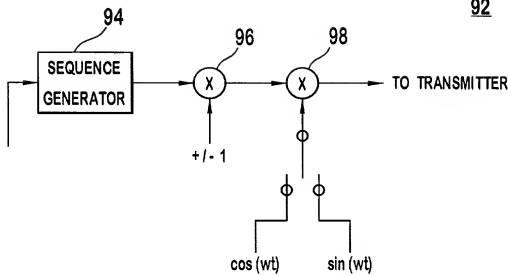 92
94
96
98
SEQUENCE
GENERATOR
X
X
TO TRANSMITTER
+/-1
cos (wt)
sin (wt)